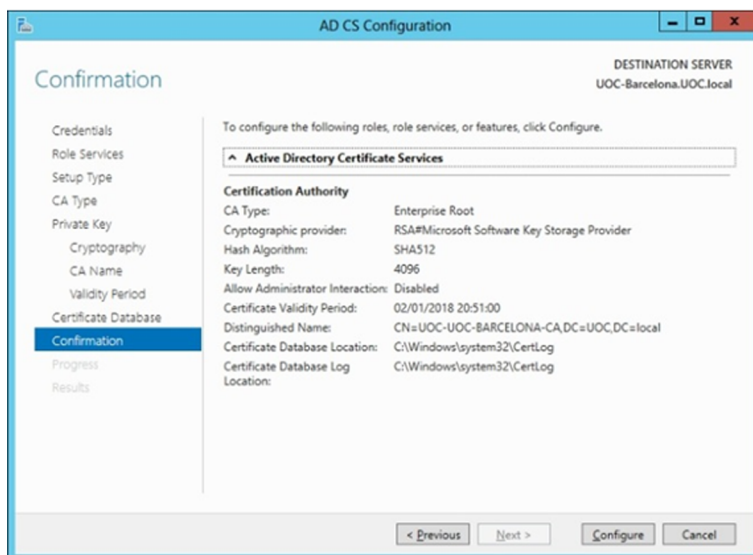 AD CS Configuration
Confirmation
DESTINATION SERVER
UOC-Barcelona.UOC.local
Credentials
Role Services
Setup Type
CA Type
Private Key
Cryptography
CA Name
Validity Period
Certificate Database
Confirmation
Progress
Results
To configure the following roles, role services, or features, click Configure.
Active Directory Certificate Services
Certification Authority
CA Type: Enterprise Root
Cryptographic provider: RSA#Microsoft Software Key Storage Provider
Hash Algorithm: SHA512
Key Length: 4096
Allow Administrator Interaction: Disabled
Certificate Validity Period: 02/01/2018 20:51:00
Distinguished Name: CN=UOC-UOC-BARCELONA-CA,DC=UOC,DC=local
Certificate Database Location: C:\Windows\system32\CertLog
Certificate Database Log C:\Windows\system32\CertLog
Location:
< Previous Next > Configure Cancel